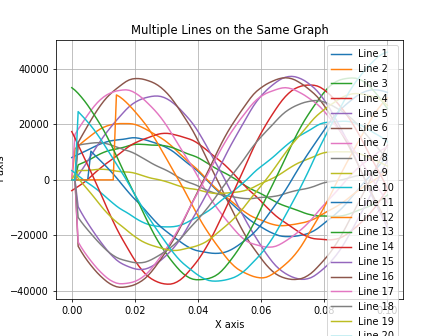 Multiple Lines on the Same Graph
40000
20000
0
−20000
−40000
0.00
0.02
0.04
0.06
0.08
X axis
Line 1
Line 2
Line 3
Line 4
Line 5
Line 6
Line 7
Line 8
Line 9
Line 10
Line 11
Line 12
Line 13
Line 14
Line 15
Line 16
Line 17
Line 18
Line 19